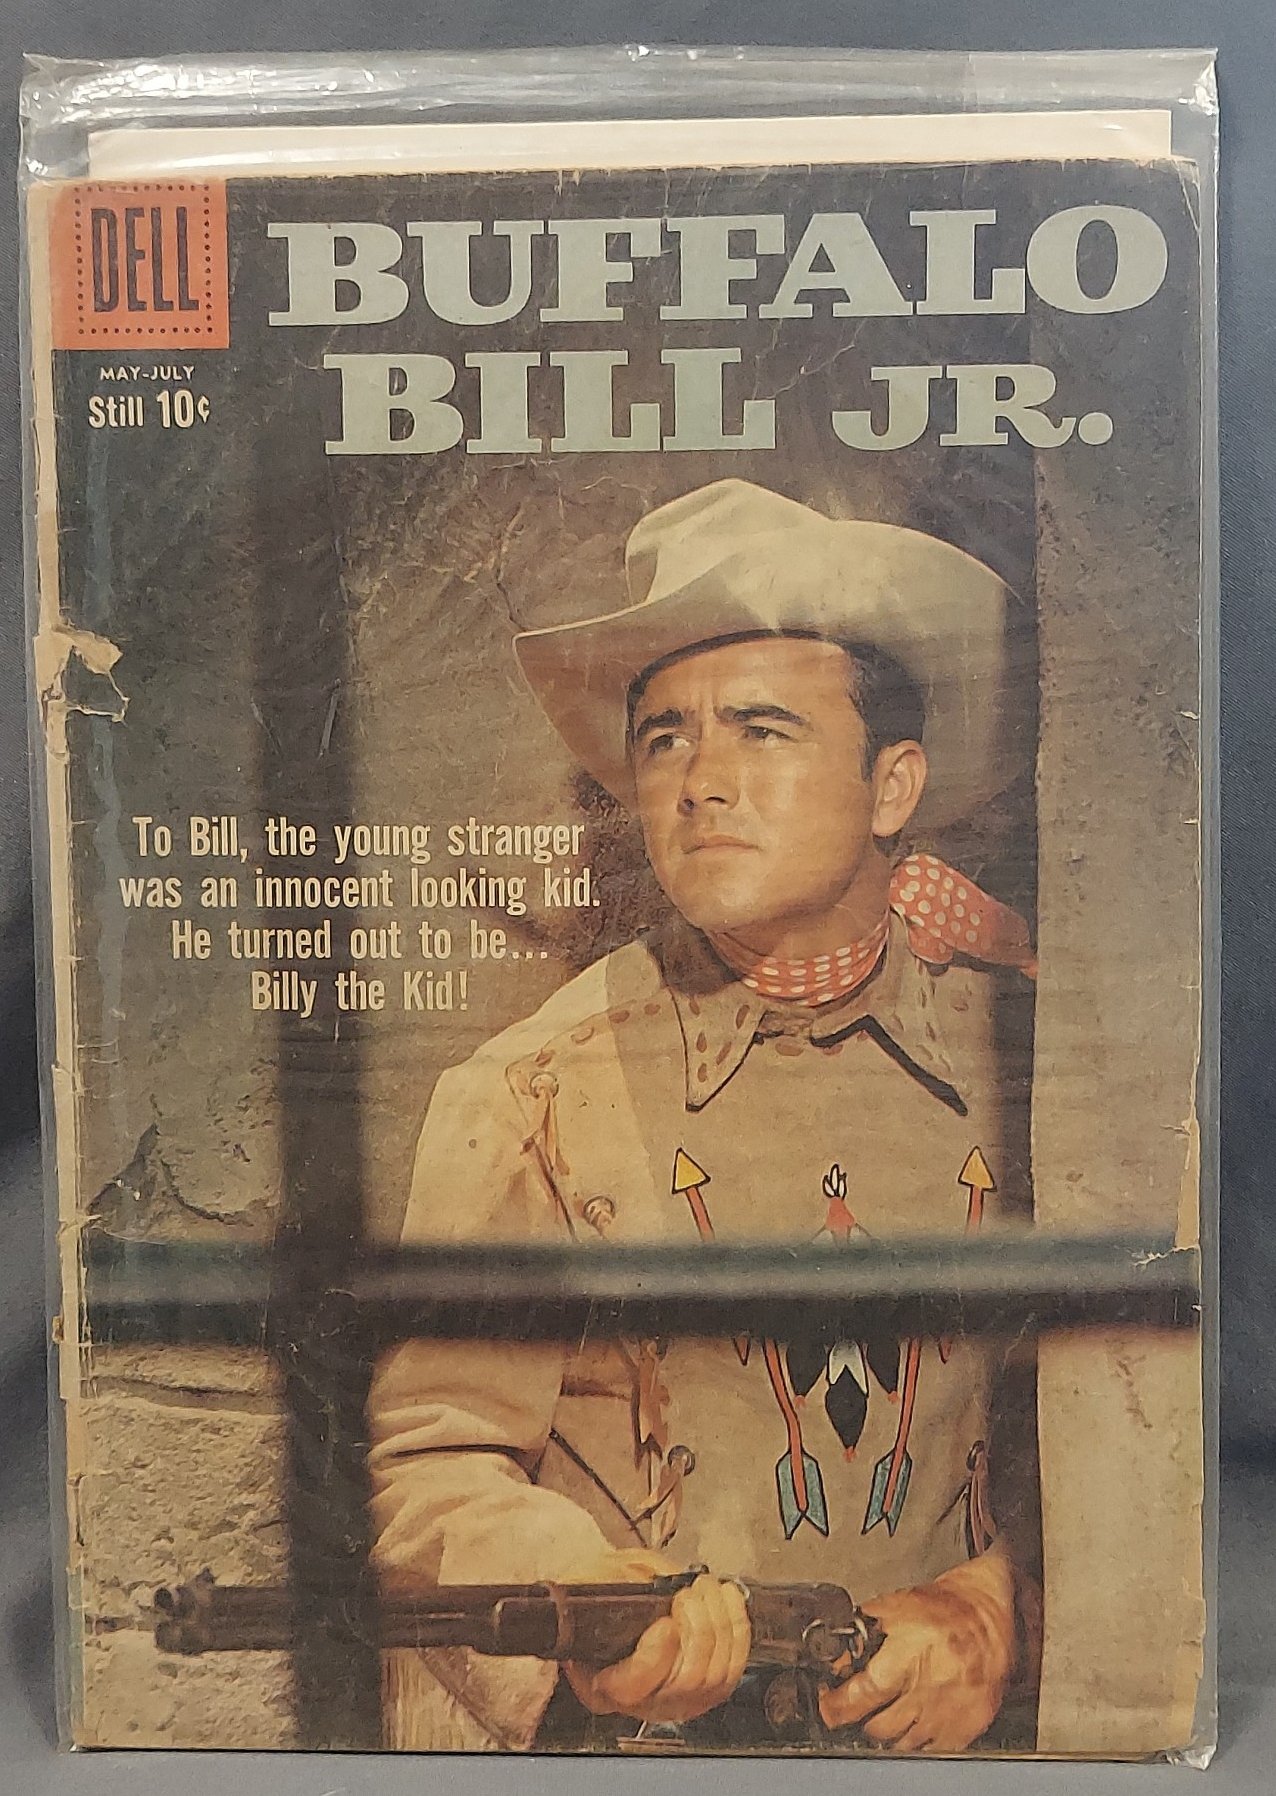 DELL
BUFFALO
BILL JR.
MAY-JULY
Still 10¢
To Bill, the young stranger
was an innocent looking kid.
He turned out to be...
Billy the Kid!